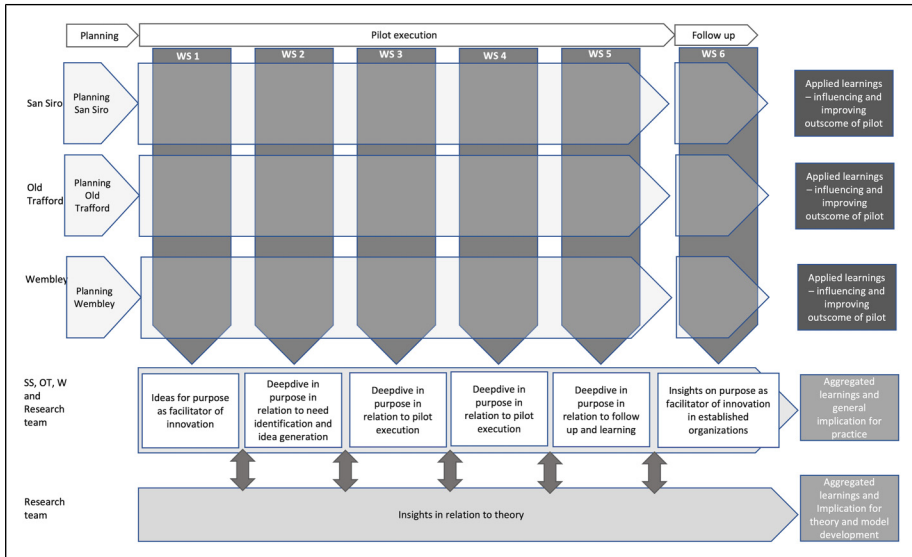 Planning
Pilot execution
Follow up
WS 1
WS 2
WS 3
WS 4
WS 5
WS 6
San Siro
Planning
San Siro
Applied learnings
– influencing and
improving
outcome of pilot
Old
Trafford
Planning
Old
Trafford
Applied learnings
– influencing and
improving
outcome of pilot
Wembley
Planning
Wembley
Applied learnings
– influencing and
improving
outcome of pilot
SS, OT, W
and
Research
team
Ideas for purpose
as facilitator of
innovation
Deepdive in
purpose in
relation to need
identification and
idea generation
Deepdive in
purpose in
relation to pilot
execution
Deepdive in
purpose in
relation to pilot
execution
Deepdive in
purpose in
relation to follow
up and learning
Insights on purpose as
facilitator of innovation
in established
organizations
Aggregated
learnings and
general
implication for
practice
Research
team
Insights in relation to theory
Aggregated
learnings and
Implication for
theory and model
development